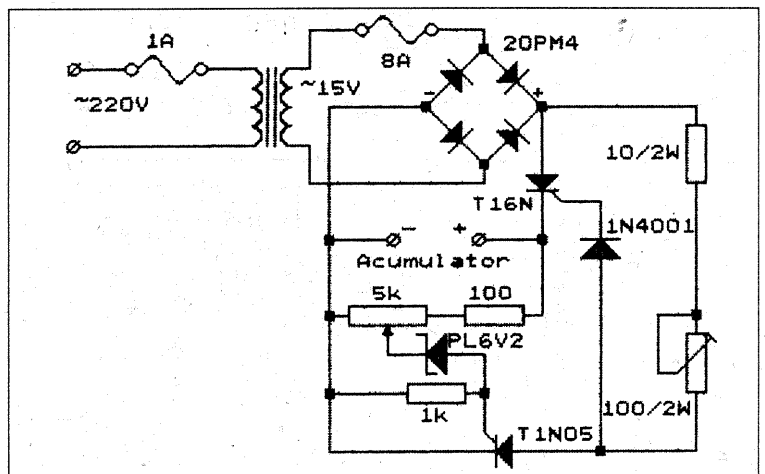 1A
8A
20PM4
~220V
~15V
-
+
10/2W
T16N
1N4001
- +
Acumulator
5k
100
PL6V2
1k
100/2W
T1N05